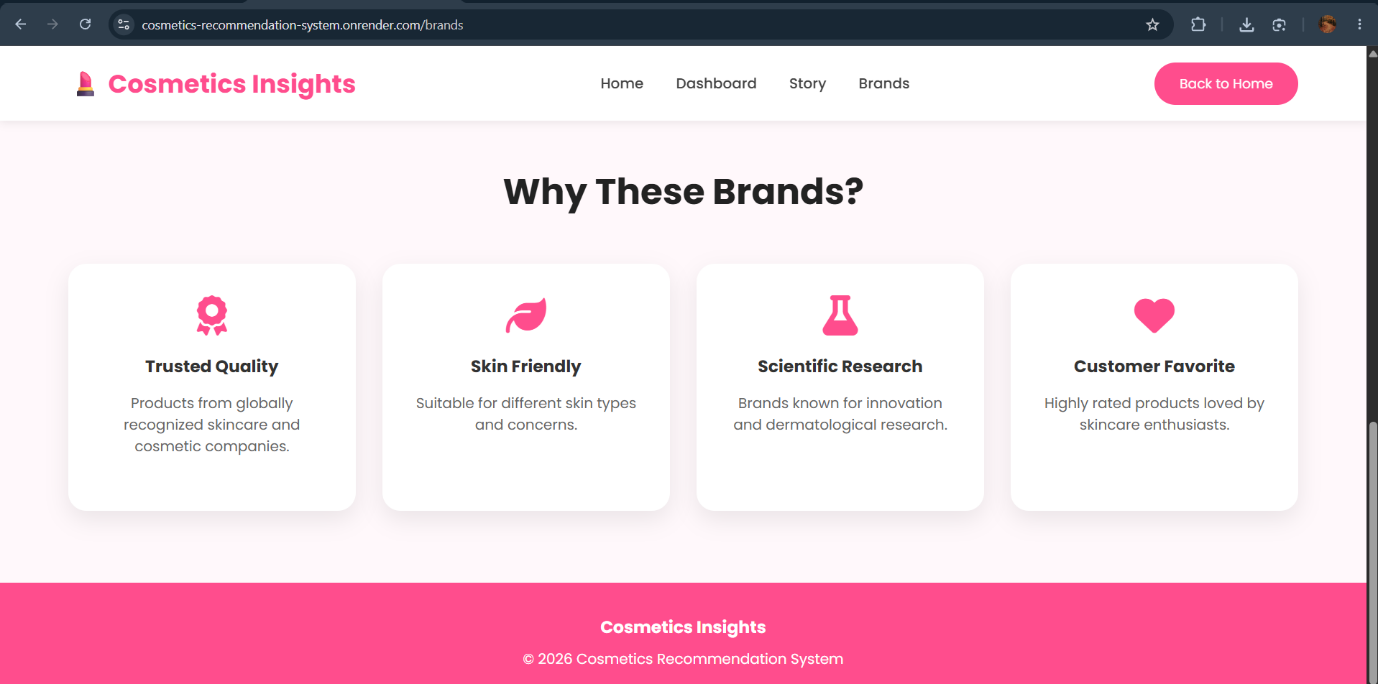 cosmetics-recommendation-system.onrender.com/brands
Cosmetics Insights
Home Dashboard Story Brands
Back to Home
Why These Brands?
Trusted Quality
Products from globally
recognized skincare and
cosmetic companies.
Skin Friendly
Suitable for different skin types
and concerns.
Scientific Research
Brands known for innovation
and dermatological research.
Customer Favorite
Highly rated products loved by
skincare enthusiasts.
Cosmetics Insights
© 2026 Cosmetics Recommendation System